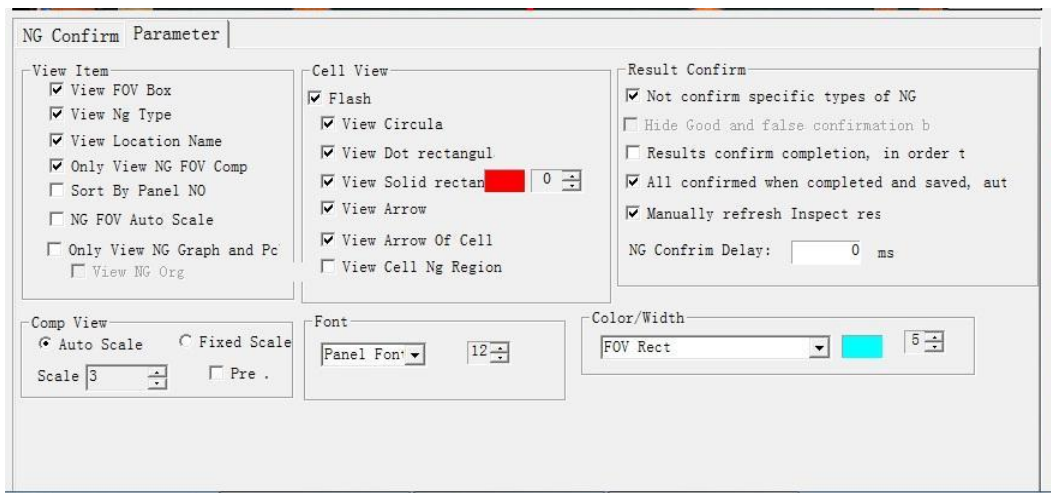 NG Confirm Parameter
View Item
View FOV Box
View Ng Type
View Location Name
Only View NG FOV Comp
Sort By Panel NO
NG FOV Auto Scale
Only View NG Graph and Pc
View NG Org
Cell View
Flash
View Circula
View Dot rectangul
View Solid rectan 0
View Arrow
View Arrow Of Cell
View Cell Ng Region
Result Confirm
Not confirm specific types of NG
Hide Good and false confirmation b
Results confirm completion, in order t
All confirmed when completed and saved, aut
Manually refresh Inspect res
NG Confrim Delay: 0 ms
Comp View
Auto Scale Fixed Scale
Scale 3 Pre .
Font
Panel Font 12
Color/Width
FOV Rect 5